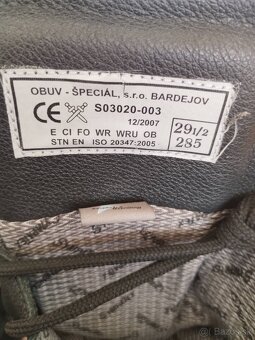 OBUV - ŠPECIÁL, s.r.o. BARDEJOV
CE S03020-003
12/2007
E CI FO WR WRU OB
STN EN ISO 20347:2005
29 1/2
285